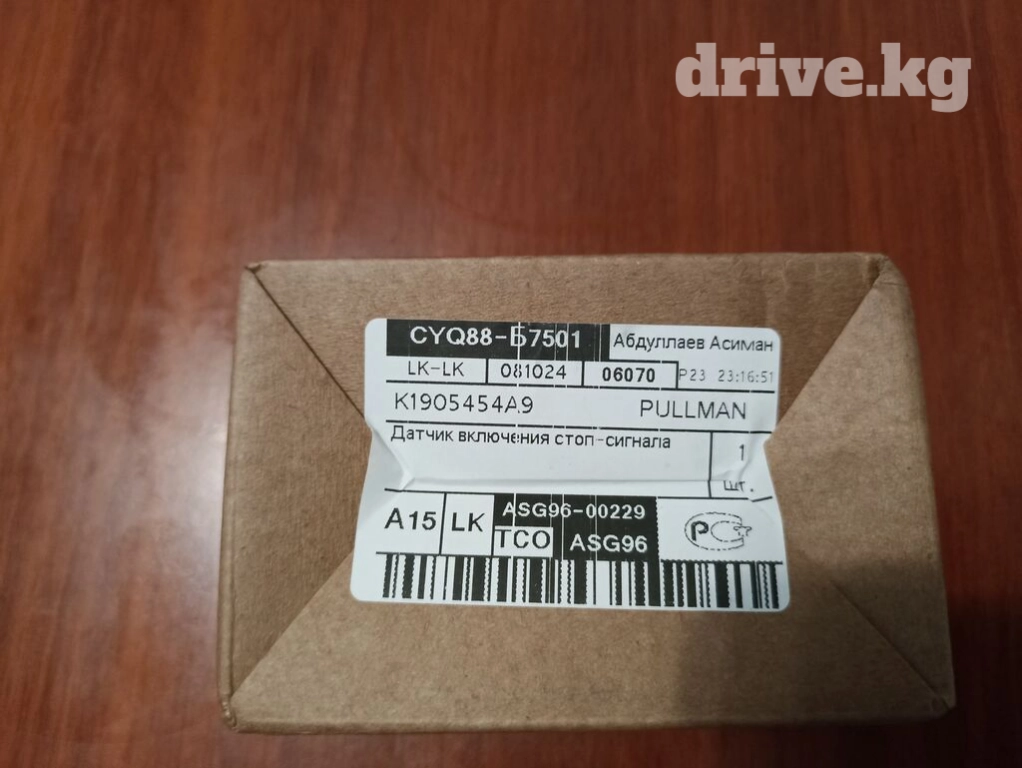 drive.kg
CYQ88-Б7501 Абдуллаев Асиман
LK-LK 081024 06070 P23 23:16:51
K1905454A9 PULLMAN
Датчик включения стоп-сигнала 1
шт.
A15 LK ASG96-00229
TCO ASG96